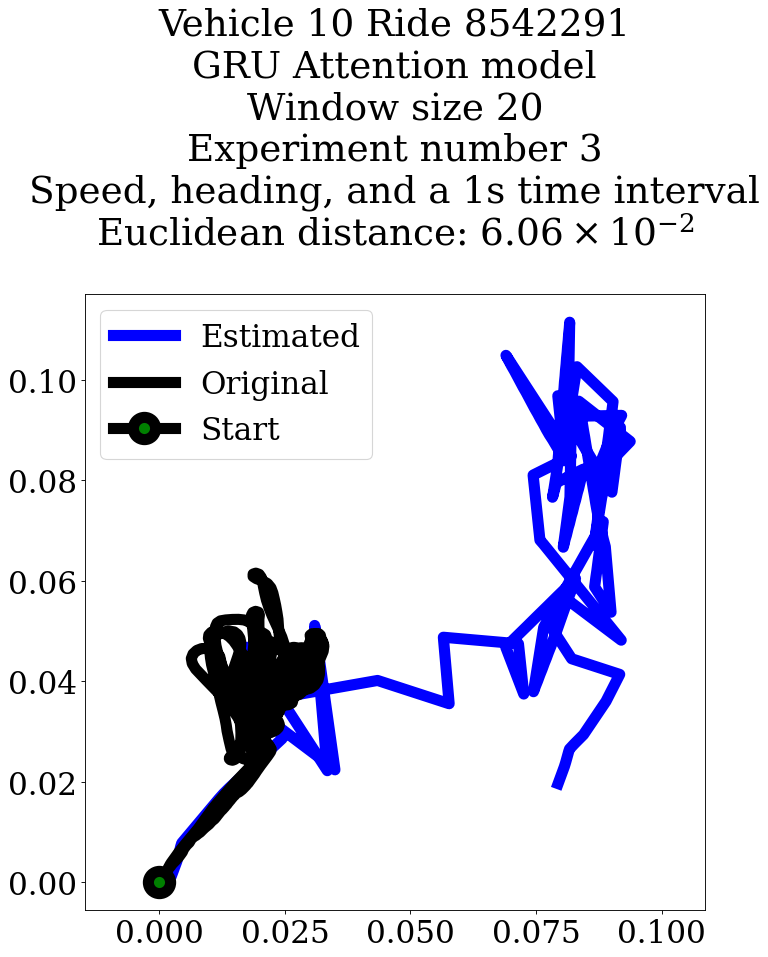 Vehicle 10 Ride 8542291
GRU Attention model
Window size 20
Experiment number 3
Speed, heading, and a 1s time interval
Euclidean distance: 6.06 × 10⁻²
Estimated
Original
Start
0.10
0.08
0.06
0.04
0.02
0.00
0.000 0.025 0.050 0.075 0.100